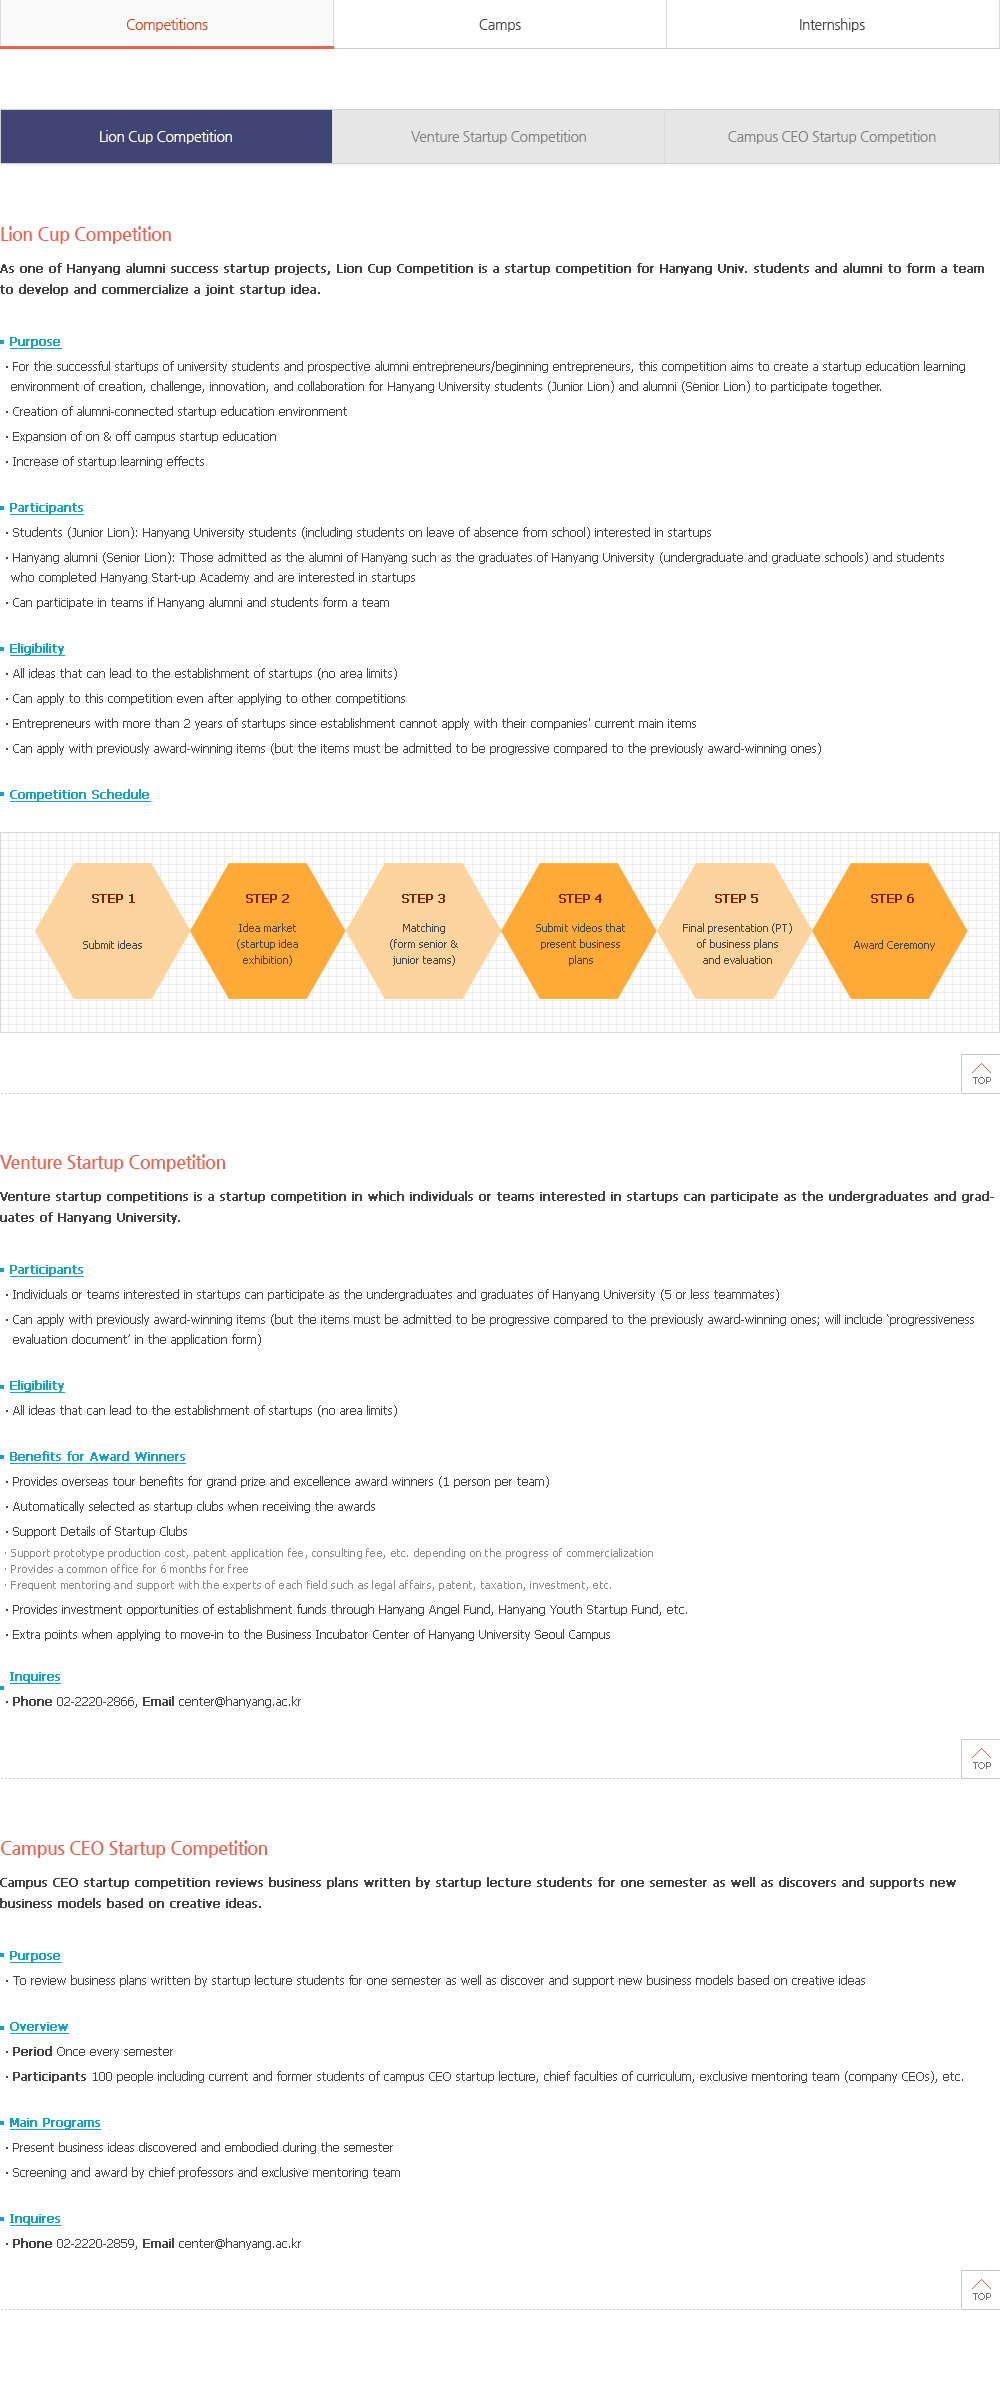 Competitions
Camps
Internships
Lion Cup Competition
Venture Startup Competition
Campus CEO Startup Competition
Lion Cup Competition
As one of Hanyang alumni success startup projects, Lion Cup Competition is a startup competition for Hanyang Univ. students and alumni to form a team
to develop and commercialize a joint startup idea.
Purpose
· For the successful startups of university students and prospective alumni entrepreneurs/beginning entrepreneurs, this competition aims to create a startup education learning
environment of creation, challenge, innovation, and collaboration for Hanyang University students (Junior Lion) and alumni (Senior Lion) to participate together.
· Creation of alumni-connected startup education environment
· Expansion of on & off campus startup education
· Increase of startup learning effects
Participants
· Students (Junior Lion): Hanyang University students (including students on leave of absence from school) interested in startups
· Hanyang alumni (Senior Lion): Those admitted as the alumni of Hanyang such as the graduates of Hanyang University (undergraduate and graduate schools) and students
who completed Hanyang Start-up Academy and are interested in startups
· Can participate in teams if Hanyang alumni and students form a team
Eligibility
· All ideas that can lead to the establishment of startups (no area limits)
· Can apply to this competition even after applying to other competitions
· Entrepreneurs with more than 2 years of startups since establishment cannot apply with their companies' current main items
· Can apply with previously award-winning items (but the items must be admitted to be progressive compared to the previously award-winning ones)
Competition Schedule
STEP 1
Submit ideas
STEP 2
Idea market
(startup idea
exhibition)
STEP 3
Matching
(form senior &
junior teams)
STEP 4
Submit videos that
present business
plans
STEP 5
Final presentation (PT)
of business plans
and evaluation
STEP 6
Award Ceremony
TOP
Venture Startup Competition
Venture startup competitions is a startup competition in which individuals or teams interested in startups can participate as the undergraduates and grad-
uates of Hanyang University.
Participants
· Individuals or teams interested in startups can participate as the undergraduates and graduates of Hanyang University (5 or less teammates)
· Can apply with previously award-winning items (but the items must be admitted to be progressive compared to the previously award-winning ones; will include 'progressiveness
evaluation document' in the application form)
Eligibility
· All ideas that can lead to the establishment of startups (no area limits)
Benefits for Award Winners
· Provides overseas tour benefits for grand prize and excellence award winners (1 person per team)
· Automatically selected as startup clubs when receiving the awards
· Support Details of Startup Clubs
· Support prototype production cost, patent application fee, consulting fee, etc. depending on the progress of commercialization
· Provides a common office for 6 months for free
· Frequent mentoring and support with the experts of each field such as legal affairs, patent, taxation, investment, etc.
· Provides investment opportunities of establishment funds through Hanyang Angel Fund, Hanyang Youth Startup Fund, etc.
· Extra points when applying to move-in to the Business Incubator Center of Hanyang University Seoul Campus
Inquires
· Phone 02-2220-2866, Email center@hanyang.ac.kr
TOP
Campus CEO Startup Competition
Campus CEO startup competition reviews business plans written by startup lecture students for one semester as well as discovers and supports new
business models based on creative ideas.
Purpose
· To review business plans written by startup lecture students for one semester as well as discover and support new business models based on creative ideas
Overview
· Period Once every semester
· Participants 100 people including current and former students of campus CEO startup lecture, chief faculties of curriculum, exclusive mentoring team (company CEOs), etc.
Main Programs
· Present business ideas discovered and embodied during the semester
· Screening and award by chief professors and exclusive mentoring team
Inquires
· Phone 02-2220-2859, Email center@hanyang.ac.kr
TOP